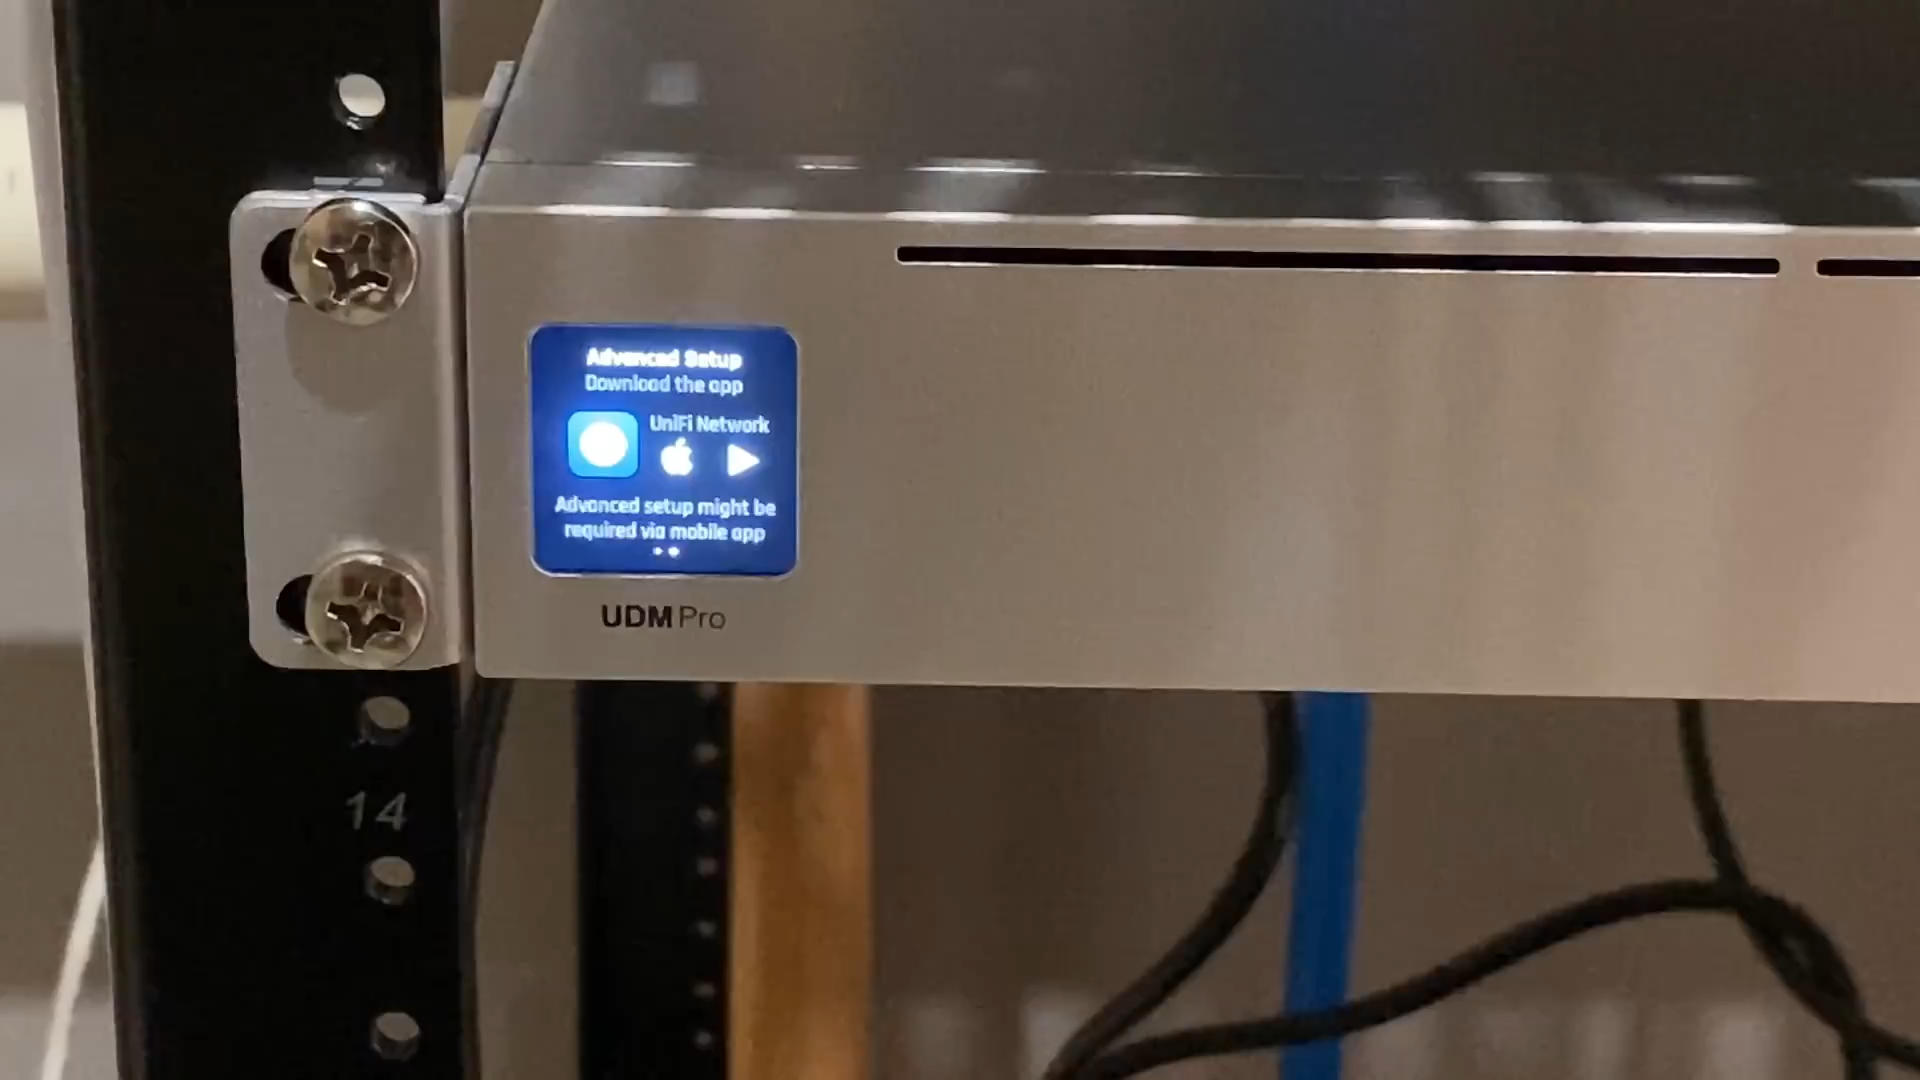 Advanced Setup
Download the app
UniFi Network
Advanced setup might be
required via mobile app
UDM Pro
14